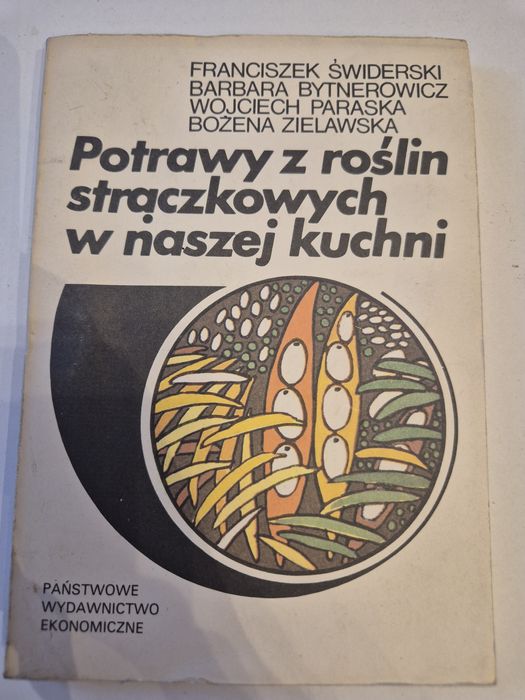 FRANCISZEK ŚWIDERSKI
BARBARA BYTNEROWICZ
WOJCIECH PARASKA
BOŻENA ZIELAWSKA
Potrawy z roślin
strączkowych
w naszej kuchni
PAŃSTWOWE
WYDAWNICTWO
EKONOMICZNE